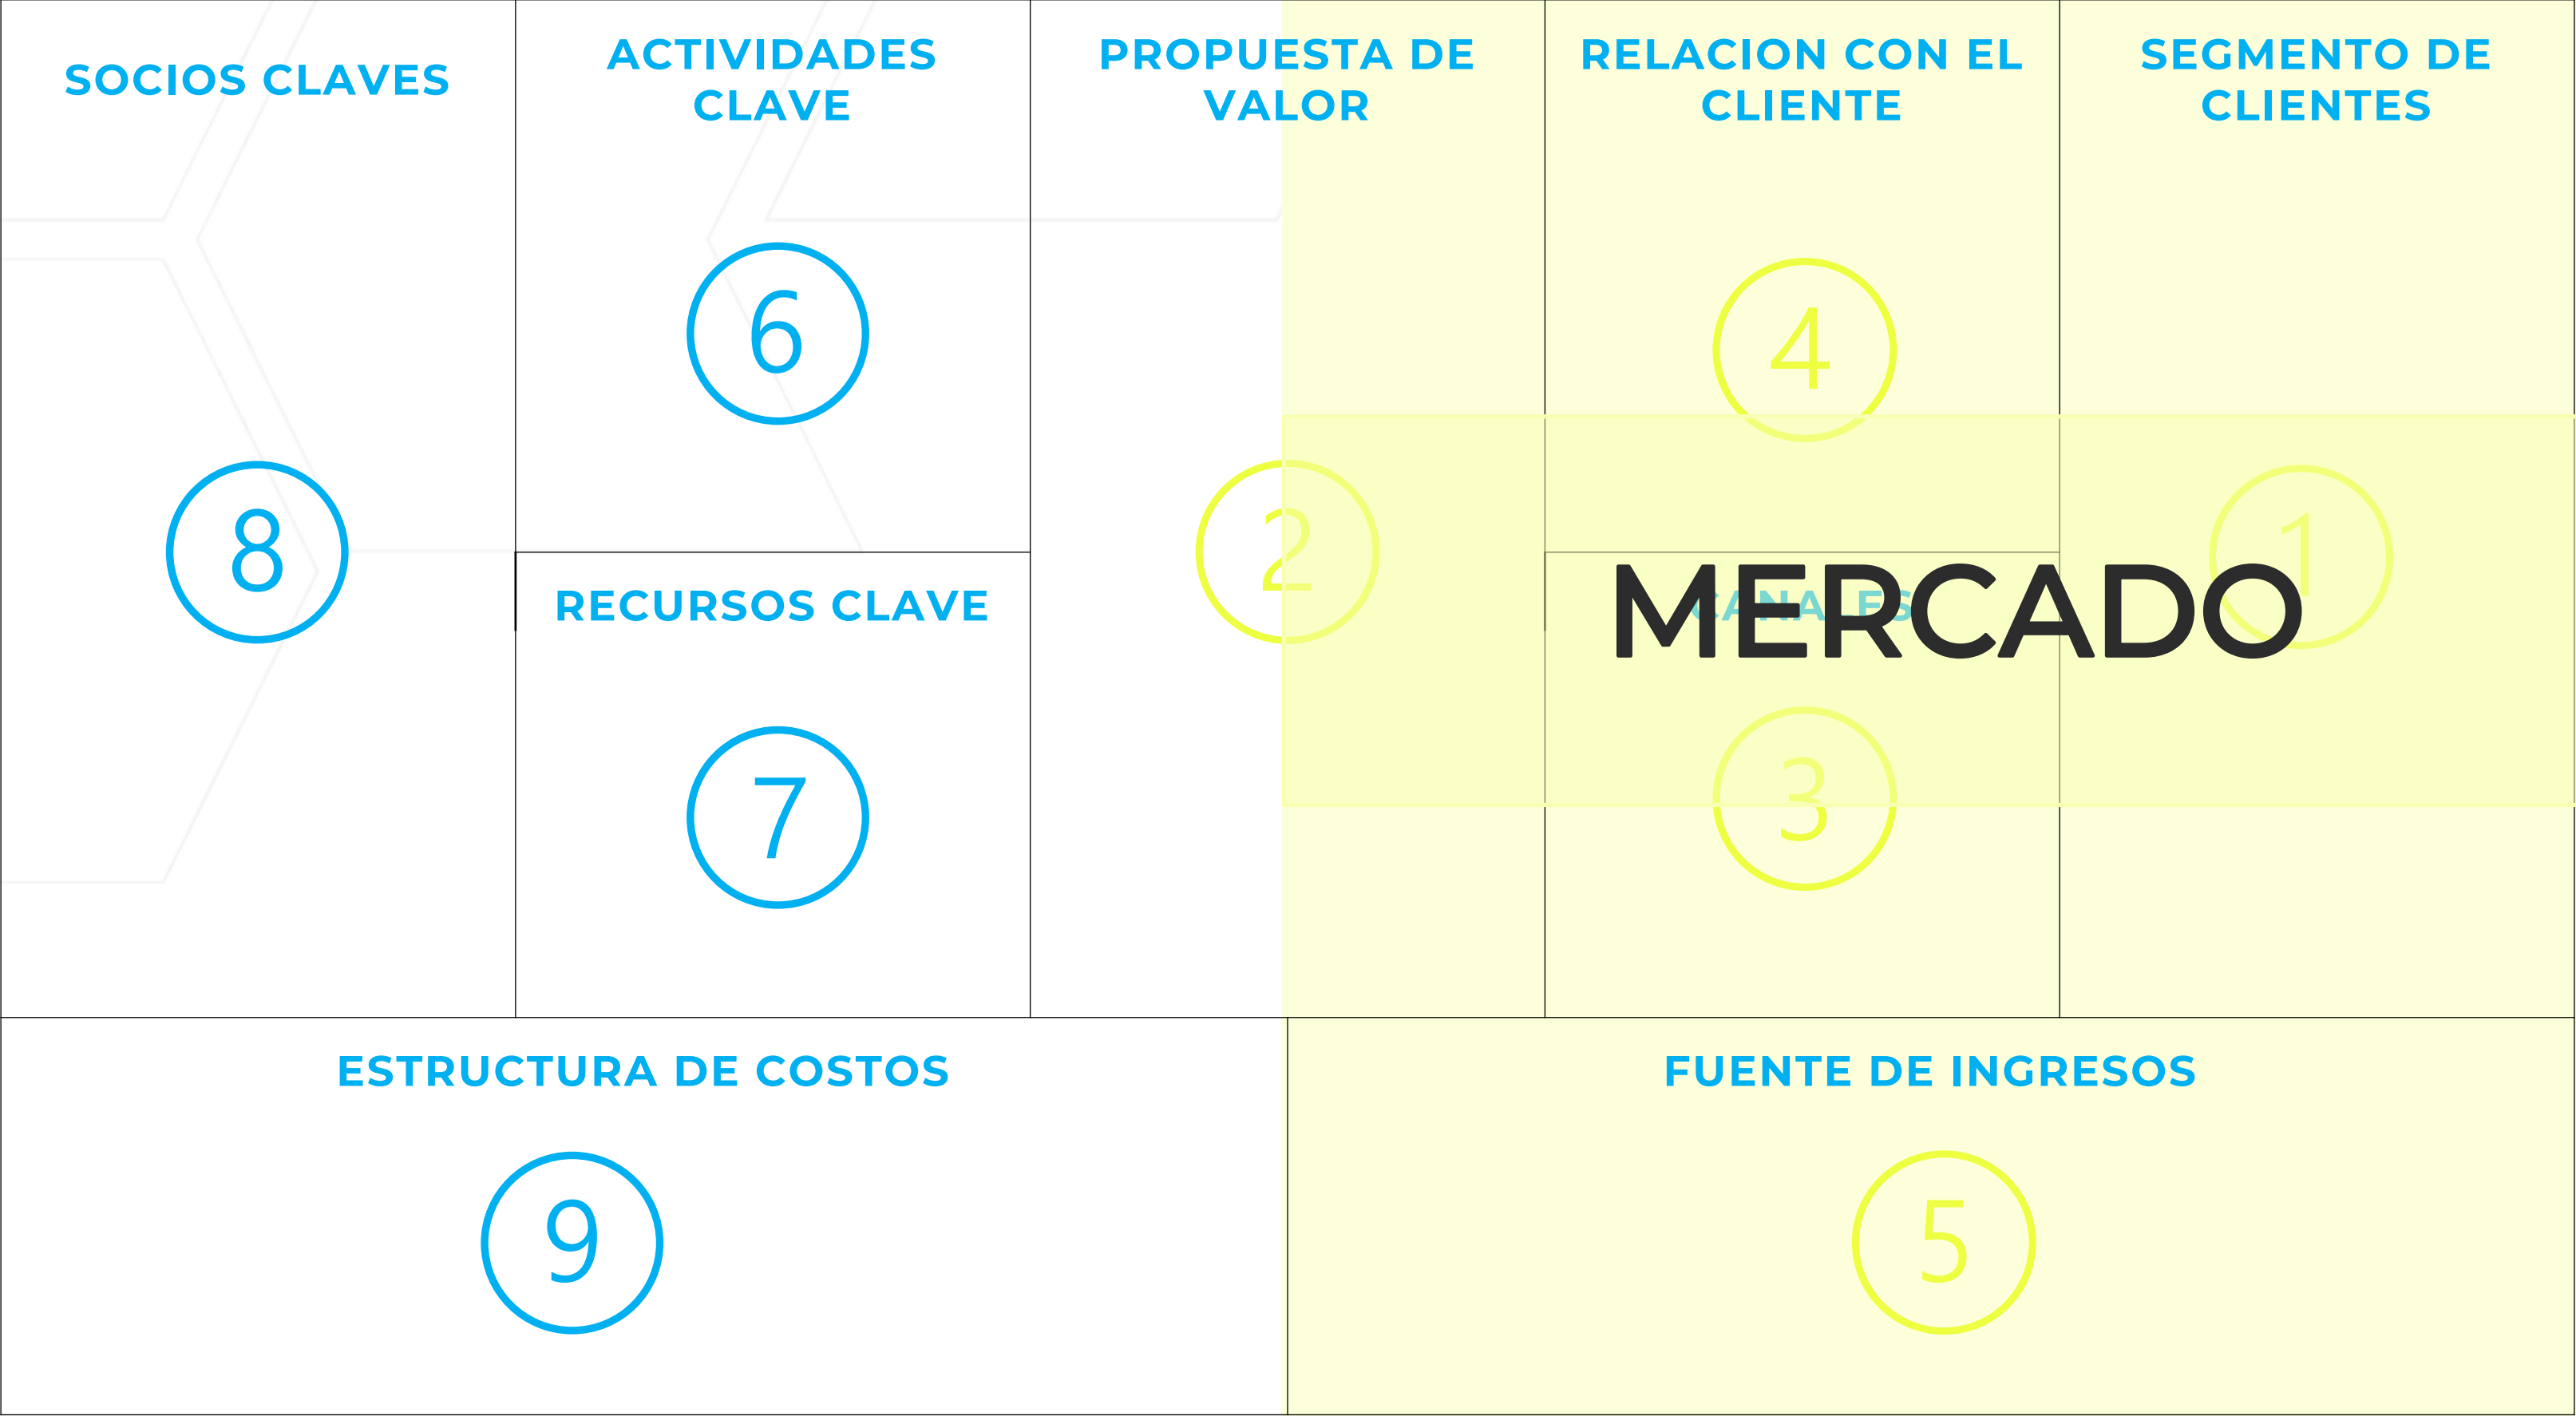 SOCIOS CLAVES
ACTIVIDADES
CLAVE
PROPUESTA DE
VALOR
RELACION CON EL
CLIENTE
SEGMENTO DE
CLIENTES
6
4
8
2
1
RECURSOS CLAVE
CANALES
MERCADO
7
3
ESTRUCTURA DE COSTOS
FUENTE DE INGRESOS
9
5